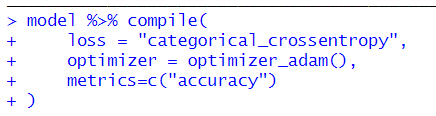 > model %>% compile(
+     loss = "categorical_crossentropy",
+     optimizer = optimizer_adam(),
+     metrics=c("accuracy")
+ )